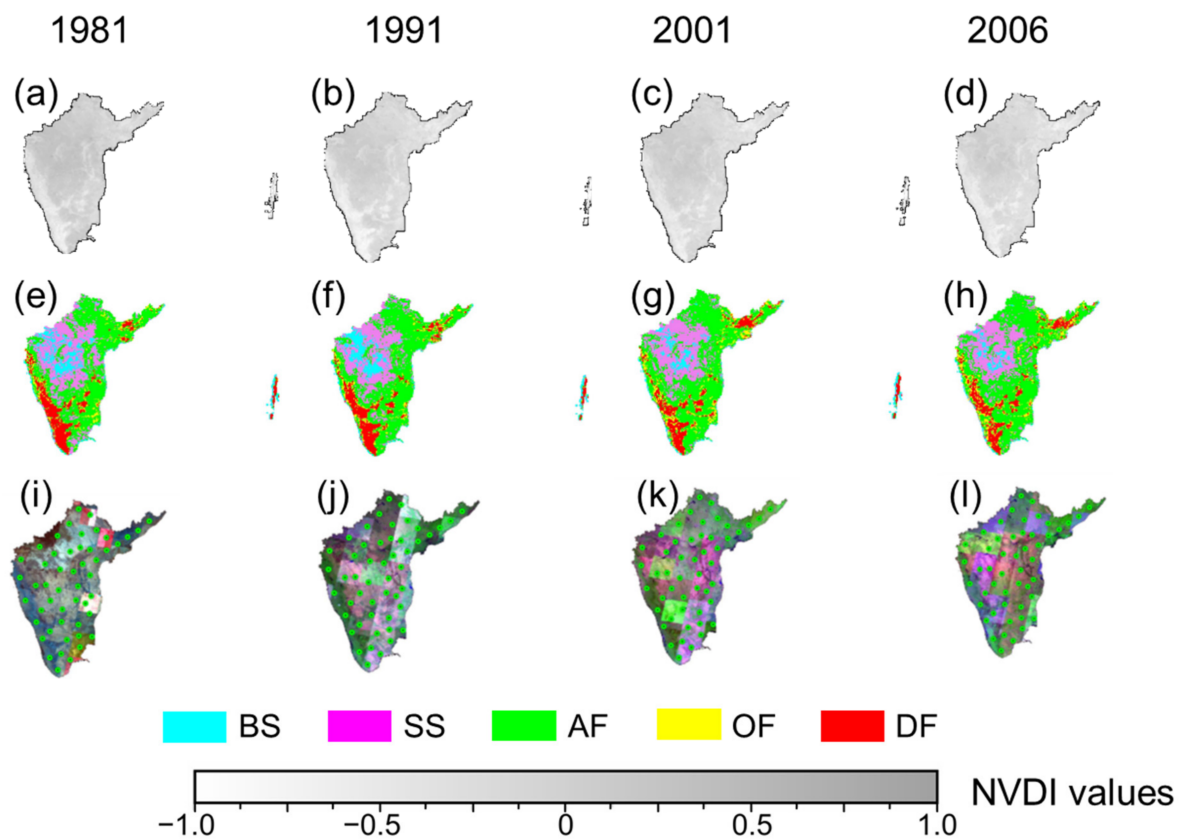 1981 1991 2001 2006
(a) (b) (c) (d)
(e) (f) (g) (h)
(i) (j) (k) (l)
BS SS AF OF DF
NVDI values
−1.0 −0.5 0 0.5 1.0